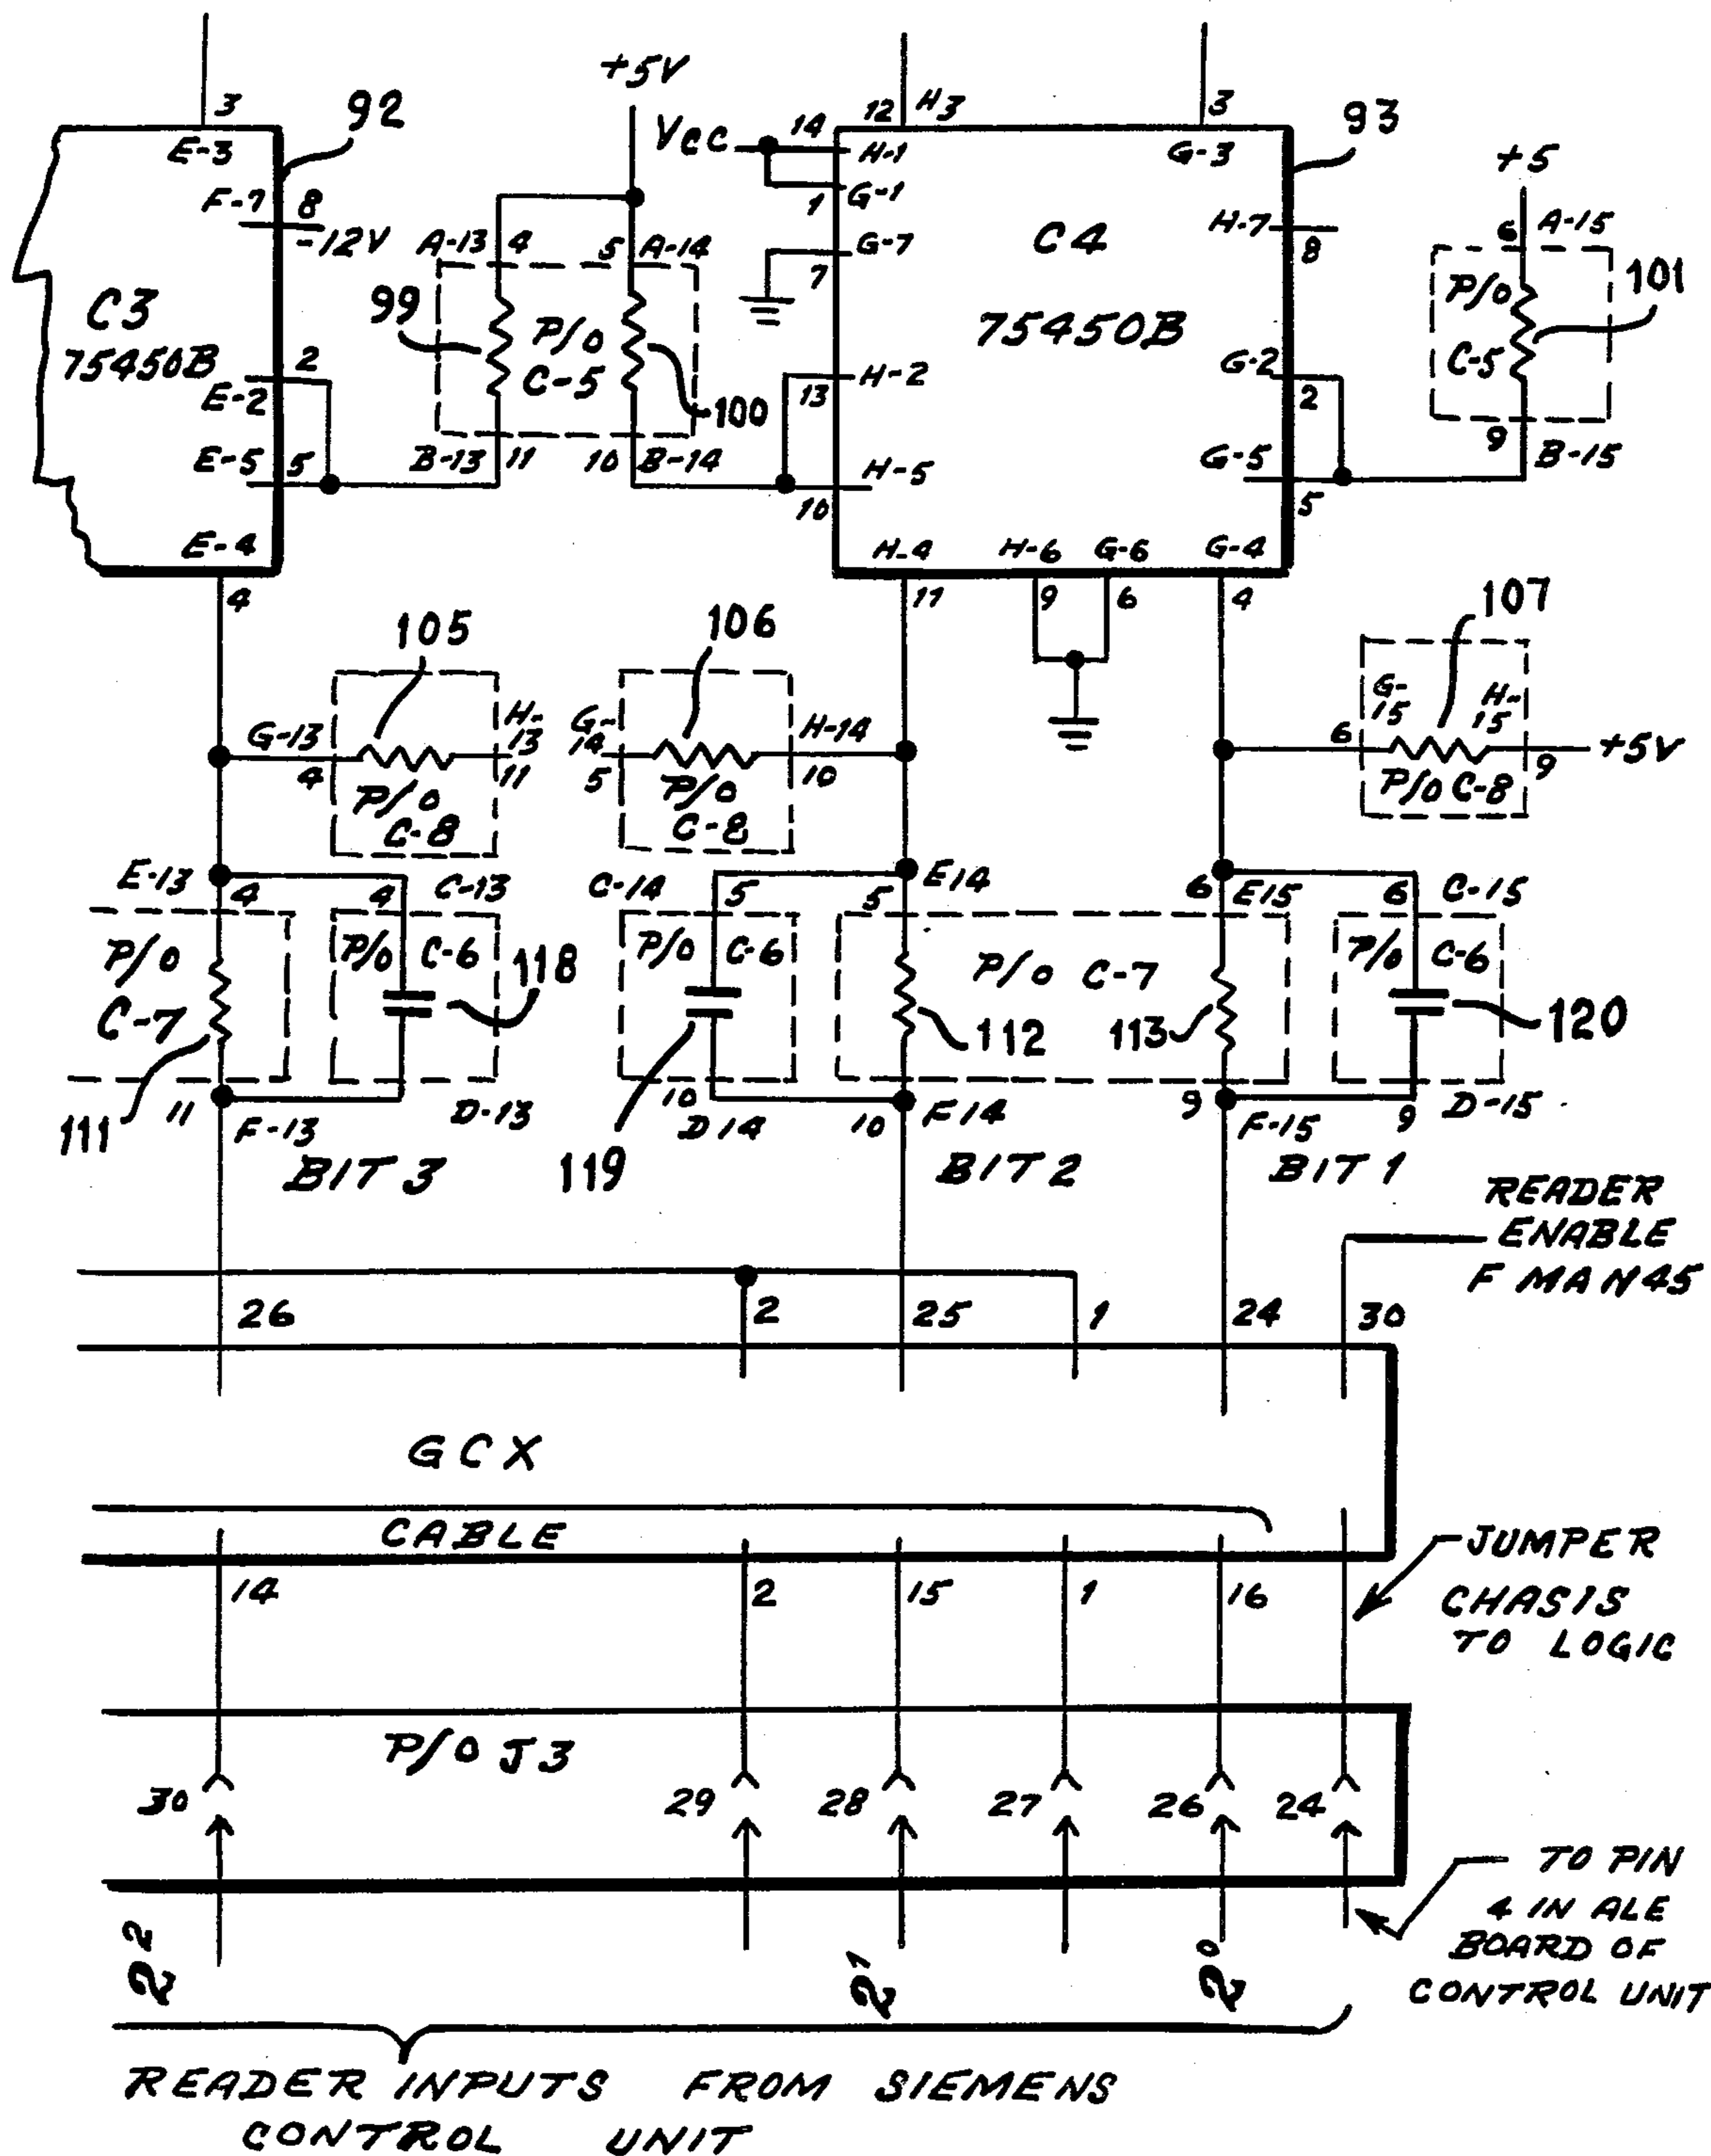 3
92
E-3
F-7
8
-12V
C3
75450B
2
E-2
E-5
5
E-4
4
+5V
A-13
4
5
A-14
99
P/O
C-5
100
B-13
11
10
B-14
12
H3
3
93
VCC
14
H-1
1
G-1
G-3
G-7
7
C4
75450B
H-7
8
H-2
13
G-2
2
H-5
10
G-5
5
H-4
H-6
G-6
G-4
11
9
6
4
+5
6
A-15
P/O
101
C-5
9
B-15
105
G-13
4
H-
13
11
P/O
C-8
106
G-
14
5
H-14
10
P/O
C-8
107
G-
15
H-
15
6
9
+5V
P/O C-8
E-13
4
4
C-13
P/O
C-7
P/O
C-6
118
111
11
F-13
D-13
BIT 3
C-14
5
5
E14
P/O
C-6
119
10
D14
10
F14
P/O C-7
112
113
BIT 2
6
E15
6
C-15
P/O
C-6
120
9
F-15
9
D-15
BIT 1
READER
ENABLE
F MAN45
26
2
25
1
24
30
GCX
CABLE
14
2
15
1
16
JUMPER
CHASIS
TO LOGIC
P/O J3
30
29
28
27
26
24
TO PIN
4 IN ALE
BOARD OF
CONTROL UNIT
2²
2¹
2⁰
READER INPUTS FROM SIEMENS
CONTROL UNIT